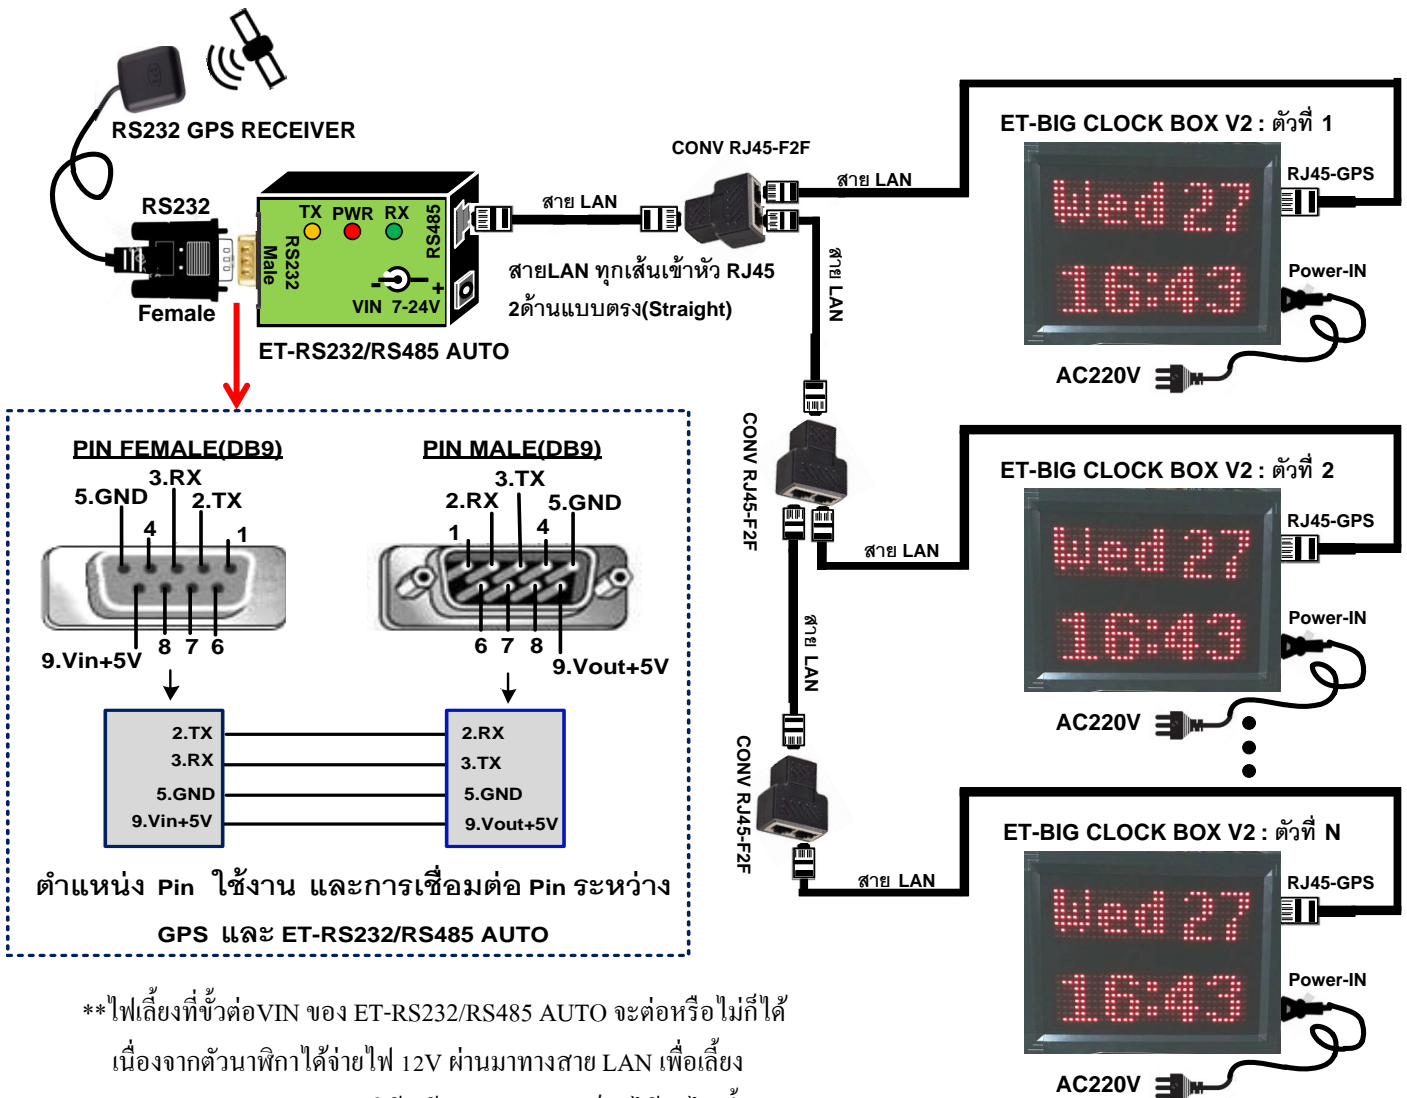 RS232 GPS RECEIVER
RS232
Female
TX PWR RX
RS485
RS232
Male
- +
VIN 7-24V
ET-RS232/RS485 AUTO
สาย LAN
สายLAN ทุกเส้นเข้าหัว RJ45
2ด้านแบบตรง(Straight)
CONV RJ45-F2F
สาย LAN
สาย LAN
ET-BIG CLOCK BOX V2 : ตัวที่ 1
Wed 27
16:43
RJ45-GPS
Power-IN
AC220V
CONV RJ45-F2F
สาย LAN
สาย LAN
ET-BIG CLOCK BOX V2 : ตัวที่ 2
Wed 27
16:43
RJ45-GPS
Power-IN
AC220V
CONV RJ45-F2F
สาย LAN
ET-BIG CLOCK BOX V2 : ตัวที่ N
Wed 27
16:43
RJ45-GPS
Power-IN
AC220V
PIN FEMALE(DB9)
3.RX
5.GND 2.TX
4 1
8 7 6
9.Vin+5V
PIN MALE(DB9)
3.TX
2.RX 5.GND
1 4
6 7 8
9.Vout+5V
2.TX
3.RX
5.GND
9.Vin+5V
2.RX
3.TX
5.GND
9.Vout+5V
ตำแหน่ง Pin ใช้งาน และการเชื่อมต่อ Pin ระหว่าง
GPS และ ET-RS232/RS485 AUTO
**ไฟเลี้ยงที่ขั้วต่อVIN ของ ET-RS232/RS485 AUTO จะต่อหรือไม่ก็ได้
เนื่องจากตัวนาฬิกาได้จ่ายไฟ 12V ผ่านมาทางสาย LAN เพื่อเลี้ยง